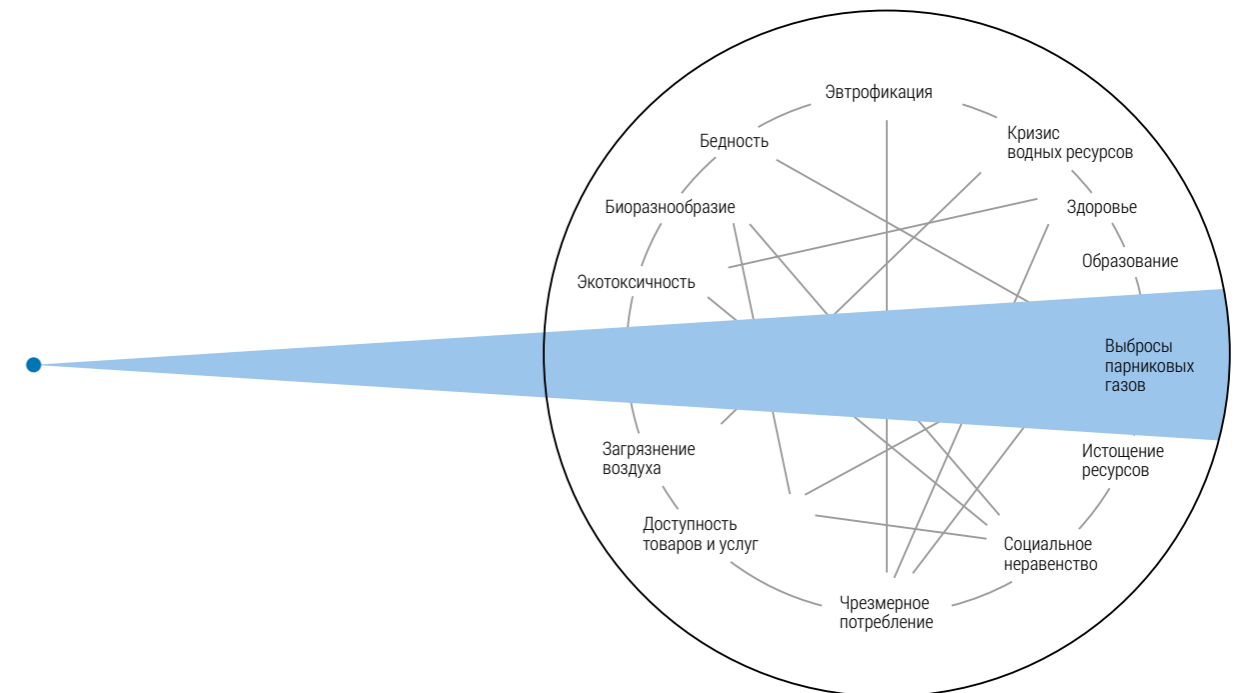 Эвтрофикация
Кризис
водных ресурсов
Бедность
Здоровье
Биоразнообразие
Образование
Экотоксичность
Выбросы
парниковых
газов
Загрязнение
воздуха
Истощение
ресурсов
Доступность
товаров и услуг
Социальное
неравенство
Чрезмерное
потребление